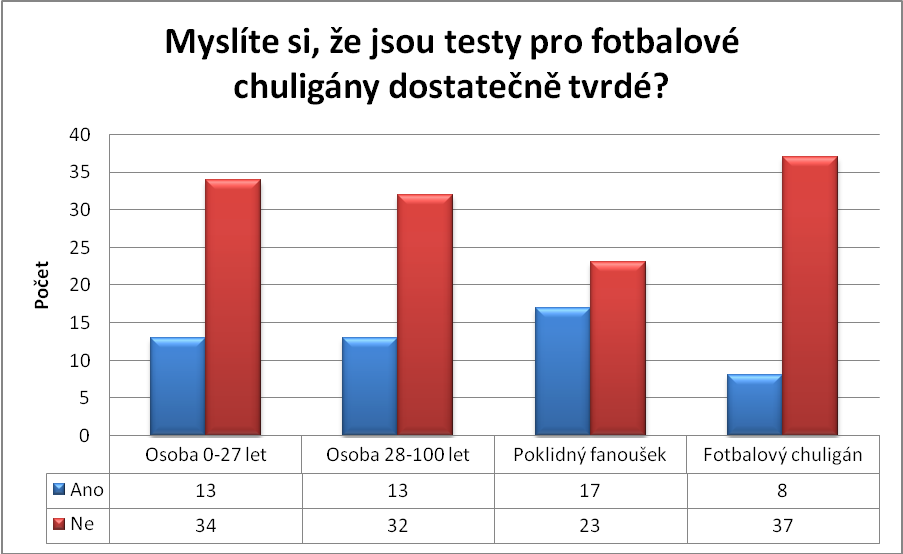 Myslíte si, že jsou testy pro fotbalové
chuligány dostatečně tvrdé?
40
35
30
25
20
15
10
5
0
Počet
Osoba 0-27 let Osoba 28-100 let Poklidný fanoušek Fotbalový chuligán
Ano 13 13 17 8
Ne 34 32 23 37